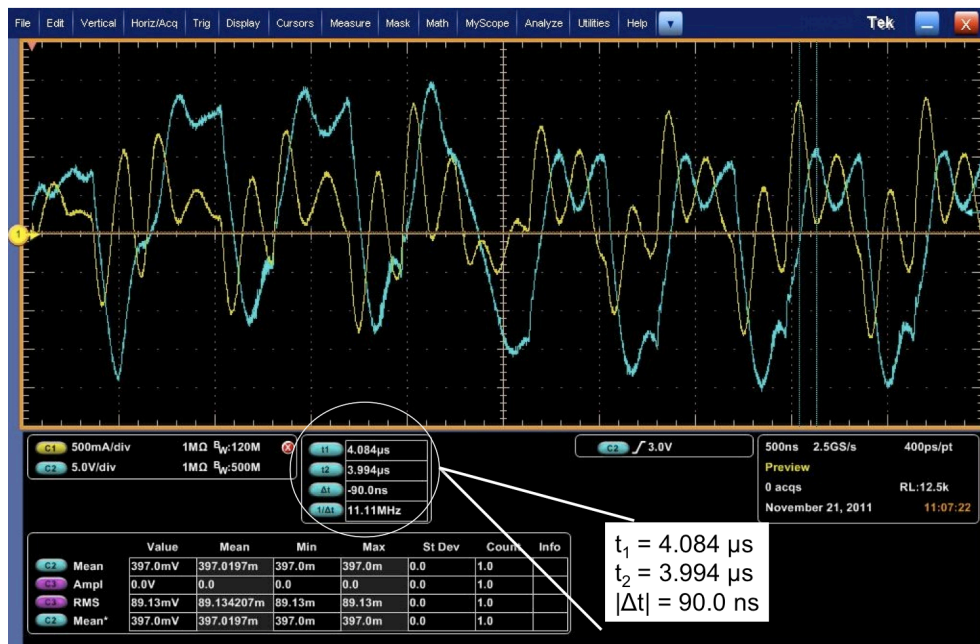 File Edit Vertical Horiz/Acq Trig Display Cursors Measure Mask Math MyScope Analyze Utilities Help Tek X
1
C1 500mA/div 1MΩ BW:120M
C2 5.0V/div 1MΩ BW:500M
t1 4.084µs
t2 3.994µs
Δt -90.0ns
1/Δt 11.11MHz
C2 3.0V
500ns 2.5GS/s 400ps/pt
Preview
0 acqs RL:12.5k
November 21, 2011 11:07:22
Value Mean Min Max St Dev Count Info
C2 Mean 397.0mV 397.0197m 397.0m 397.0m 0.0 1.0
C3 Ampl 0.0V 0.0 0.0 0.0 0.0 1.0
C3 RMS 89.13mV 89.134207m 89.13m 89.13m 0.0 1.0
C2 Mean* 397.0mV 397.0197m 397.0m 397.0m 0.0 1.0
t1 = 4.084 µs
t2 = 3.994 µs
|Δt| = 90.0 ns